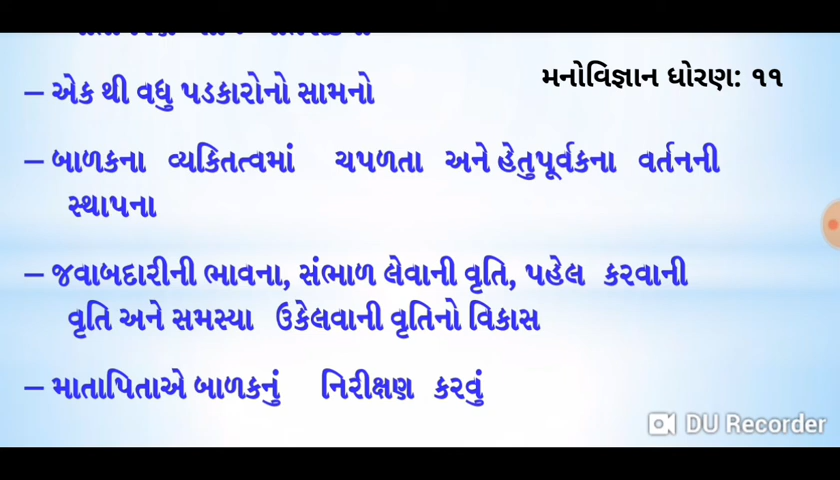 મનોવિજ્ઞાન ધોરણ: ૧૧
– એક થી વધુ પડકારોનો સામનો
– બાળકના વ્યકિતત્વમાં ચપળતા અને હેતુપૂર્વકના વર્તનની
સ્થાપના
– જવાબદારીની ભાવના, સંભાળ લેવાની વૃતિ, પહેલ કરવાની
વૃતિ અને સમસ્યા ઉકેલવાની વૃતિનો વિકાસ
– માતાપિતાએ બાળકનું નિરીક્ષણ કરવું
DU Recorder